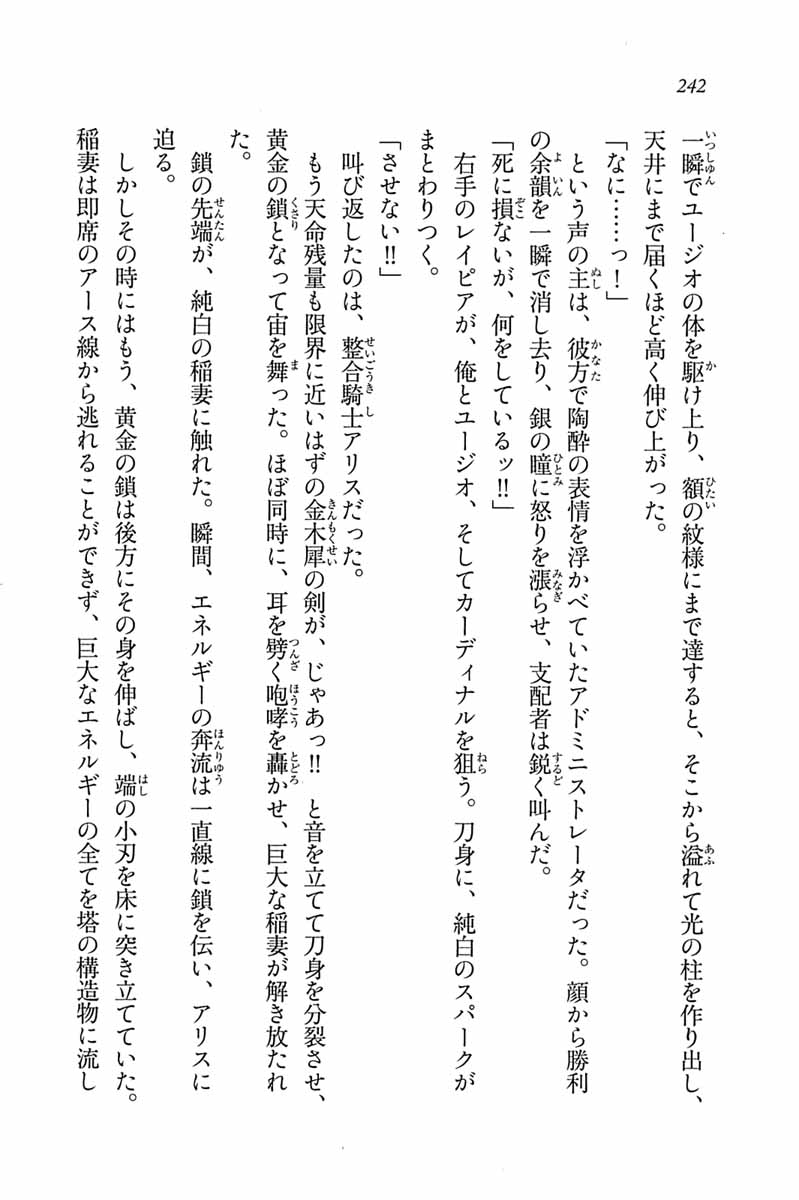 242
一瞬でユージオの体を駆け上り、額の紋様にまで達すると、そこから溢れて光の柱を作り出し、
天井にまで届くほど高く伸び上がった。
「なに……っ！」
という声の主は、彼方で陶酔の表情を浮かべていたアドミニストレータだった。顔から勝利
の余韻を一瞬で消し去り、銀の瞳に怒りを漲らせ、支配者は鋭く叫んだ。
「死に損ないが、何をしているッ!!」
右手のレイピアが、俺とユージオ、そしてカーディナルを狙う。刀身に、純白のスパークが
まとわりつく。
「させない!!」
叫び返したのは、整合騎士アリスだった。
もう天命残量も限界に近いはずの金木犀の剣が、じゃあっ!!　と音を立てて刀身を分裂させ、
黄金の鎖となって宙を舞った。ほぼ同時に、耳を劈く咆哮を轟かせ、巨大な稲妻が解き放たれ
た。
鎖の先端が、純白の稲妻に触れた。瞬間、エネルギーの奔流は一直線に鎖を伝い、アリスに
迫る。
しかしその時にはもう、黄金の鎖は後方にその身を伸ばし、端の小刃を床に突き立てていた。
稲妻は即席のアース線から逃れることができず、巨大なエネルギーの全てを塔の構造物に流し